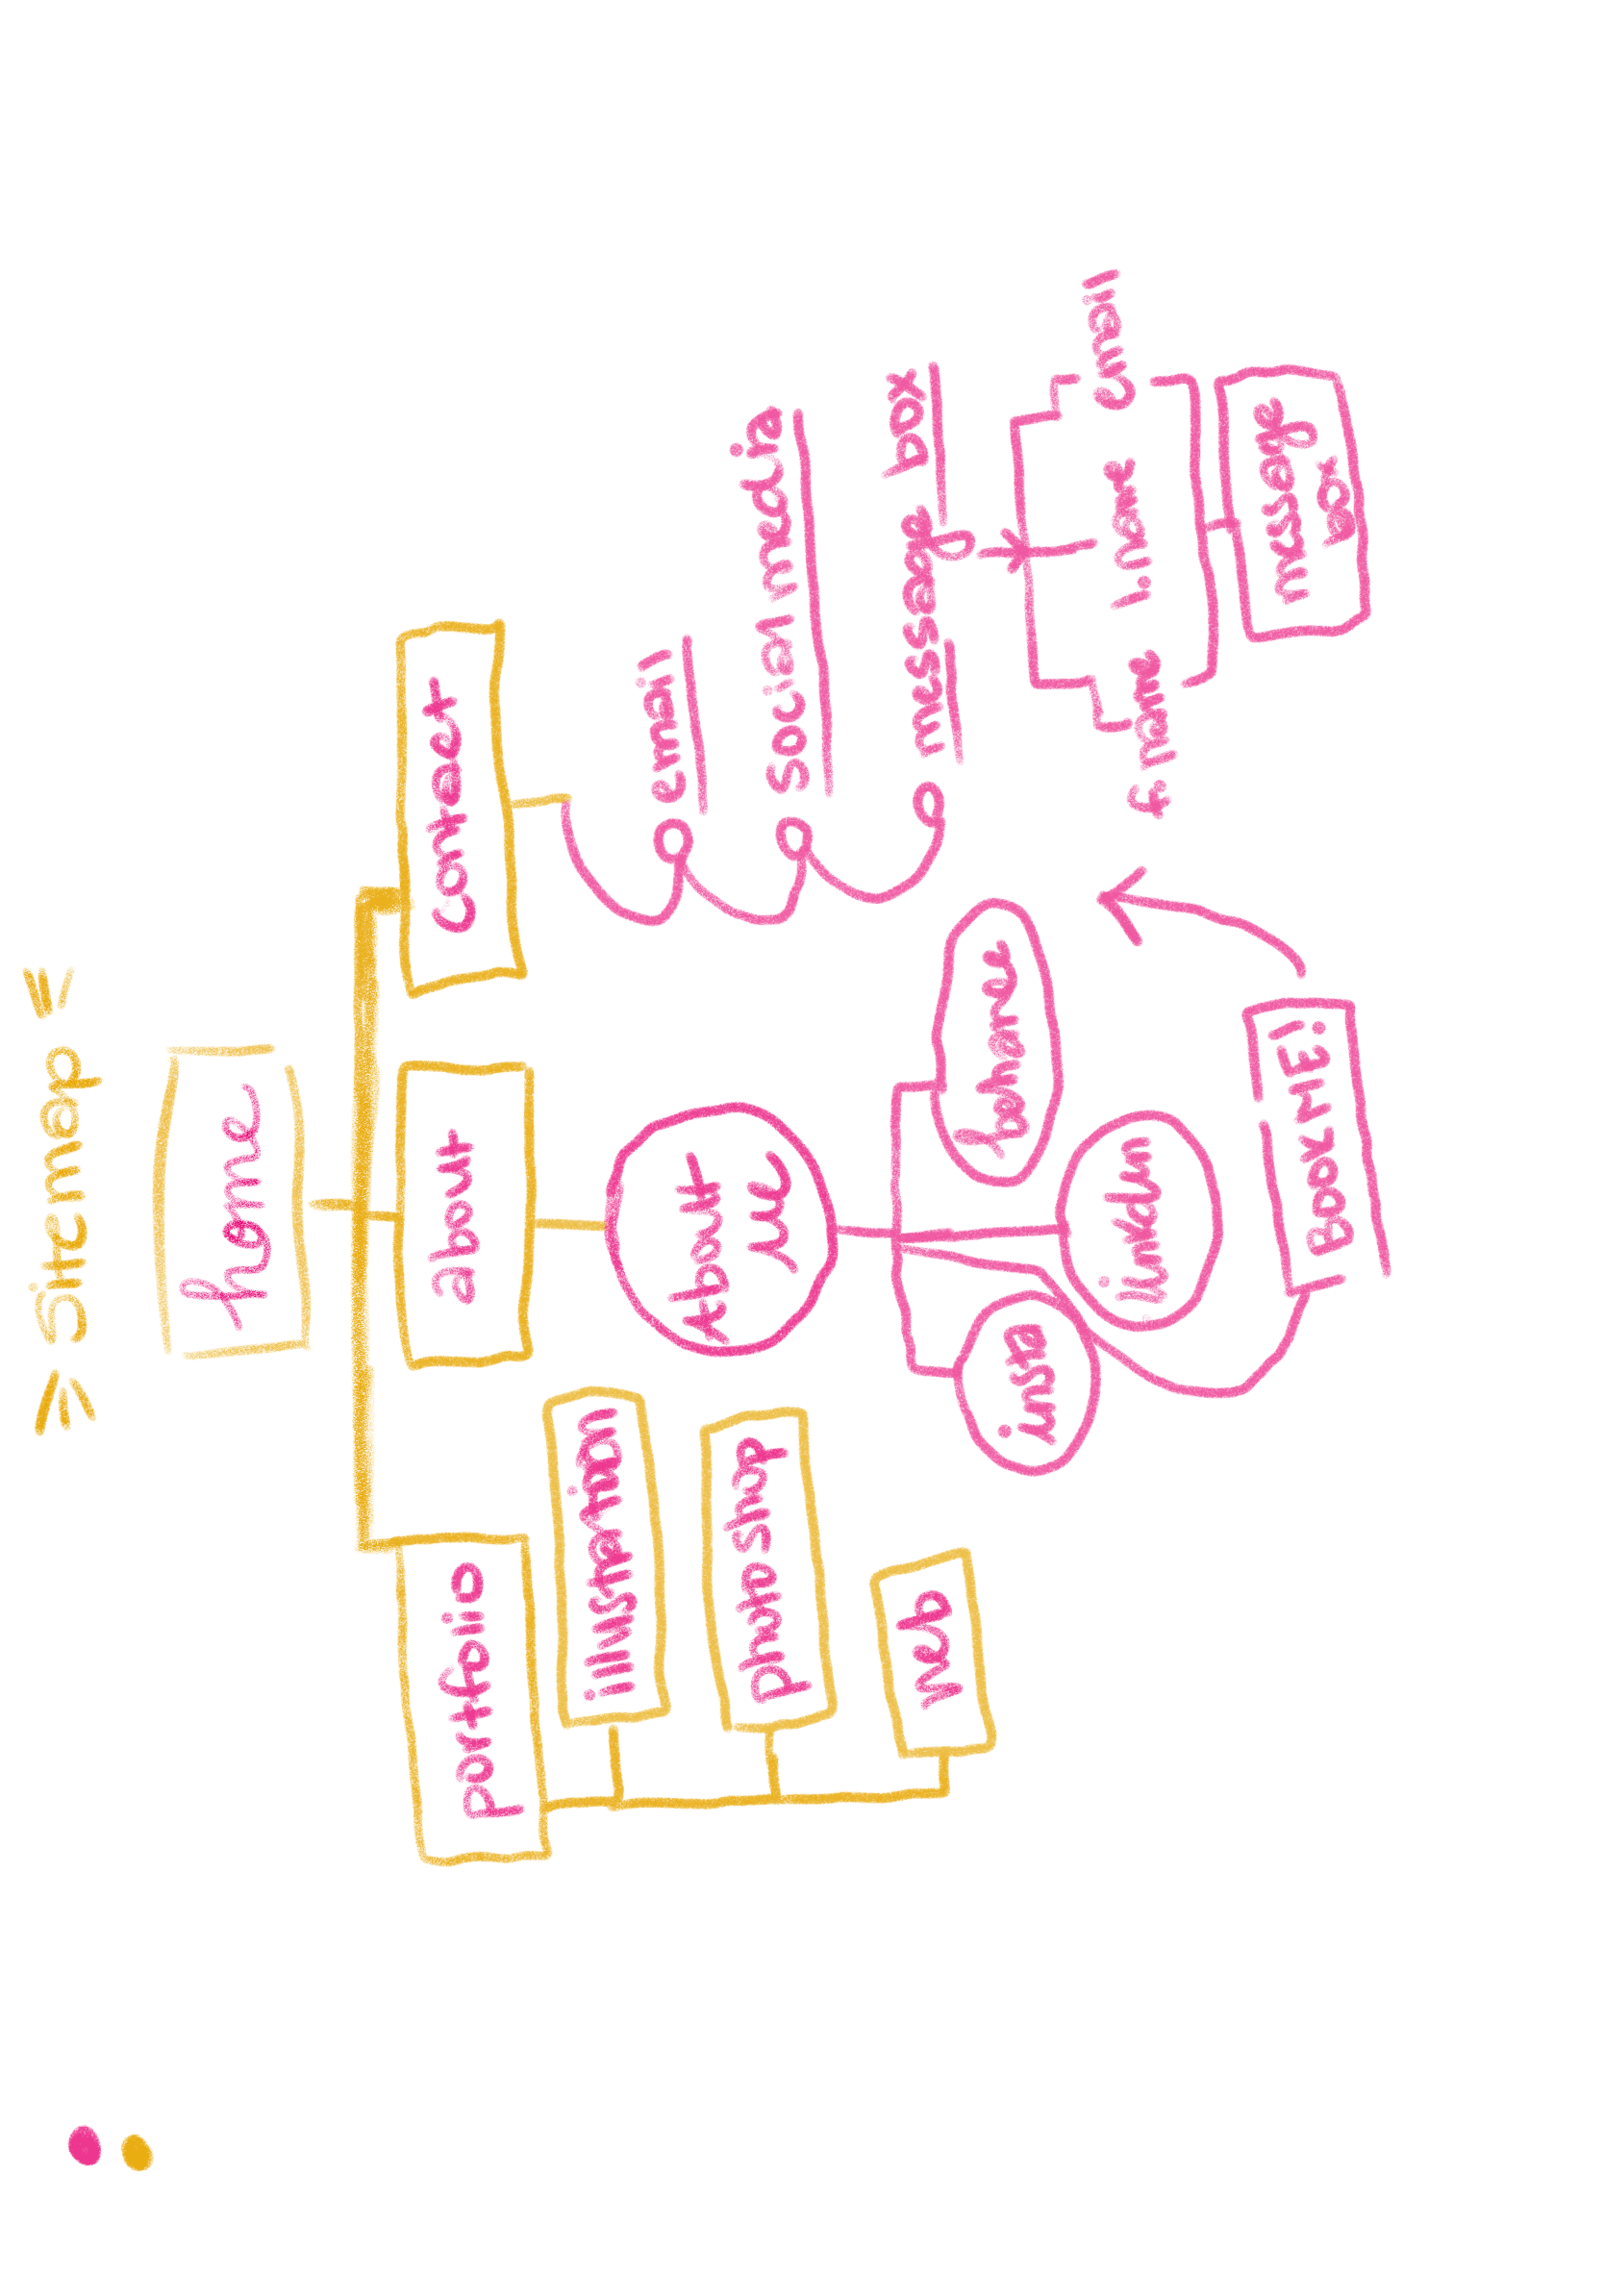 Sitemap
home
portfolio
about
contact
illustration
photoshop
web
About
me
insta
linkdin
behance
BOOK ME!
email
social media
message box
f. name
l. name
email
message
box